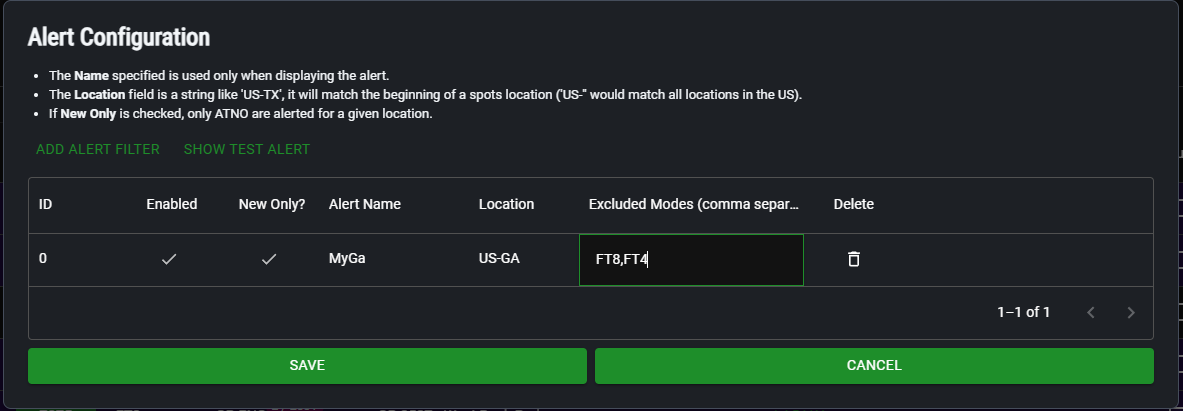 Alert Configuration
The Name specified is used only when displaying the alert.
The Location field is a string like 'US-TX', it will match the beginning of a spots location ('US-" would match all locations in the US).
If New Only is checked, only ATNO are alerted for a given location.
ADD ALERT FILTER SHOW TEST ALERT
ID Enabled New Only? Alert Name Location Excluded Modes (comma separ... Delete
0 MyGa US-GA FT8,FT4
1–1 of 1
SAVE CANCEL